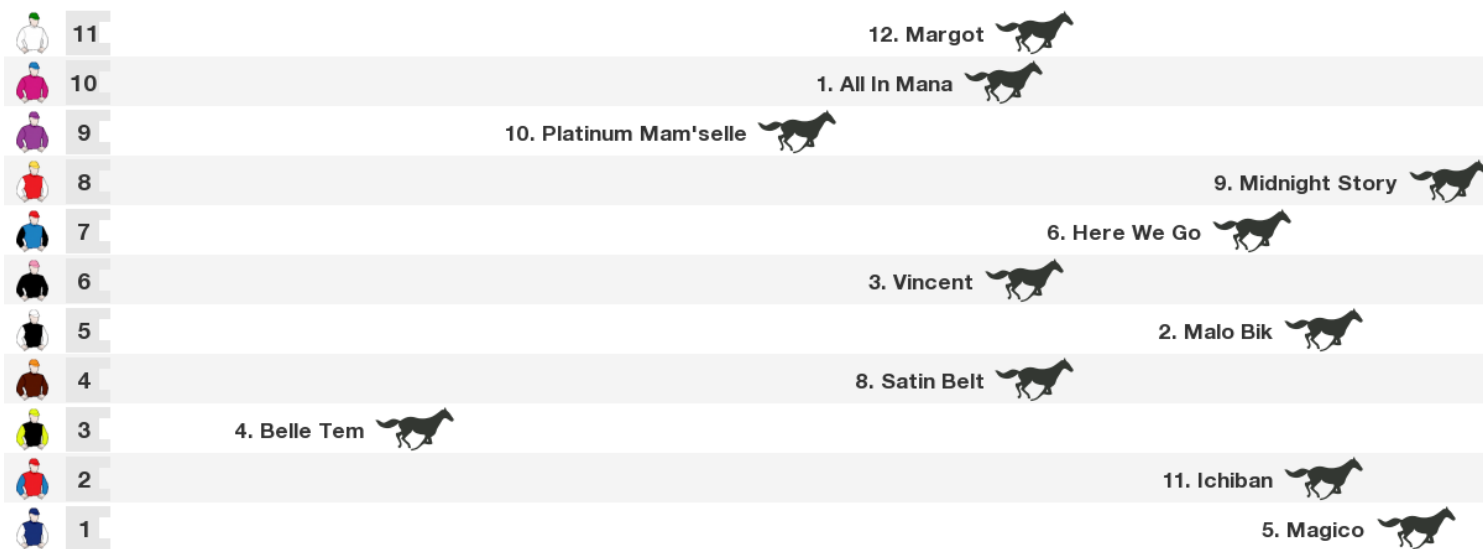 11 12. Margot
10 1. All In Mana
9 10. Platinum Mam'selle
8 9. Midnight Story
7 6. Here We Go
6 3. Vincent
5 2. Malo Bik
4 8. Satin Belt
3 4. Belle Tem
2 11. Ichiban
1 5. Magico